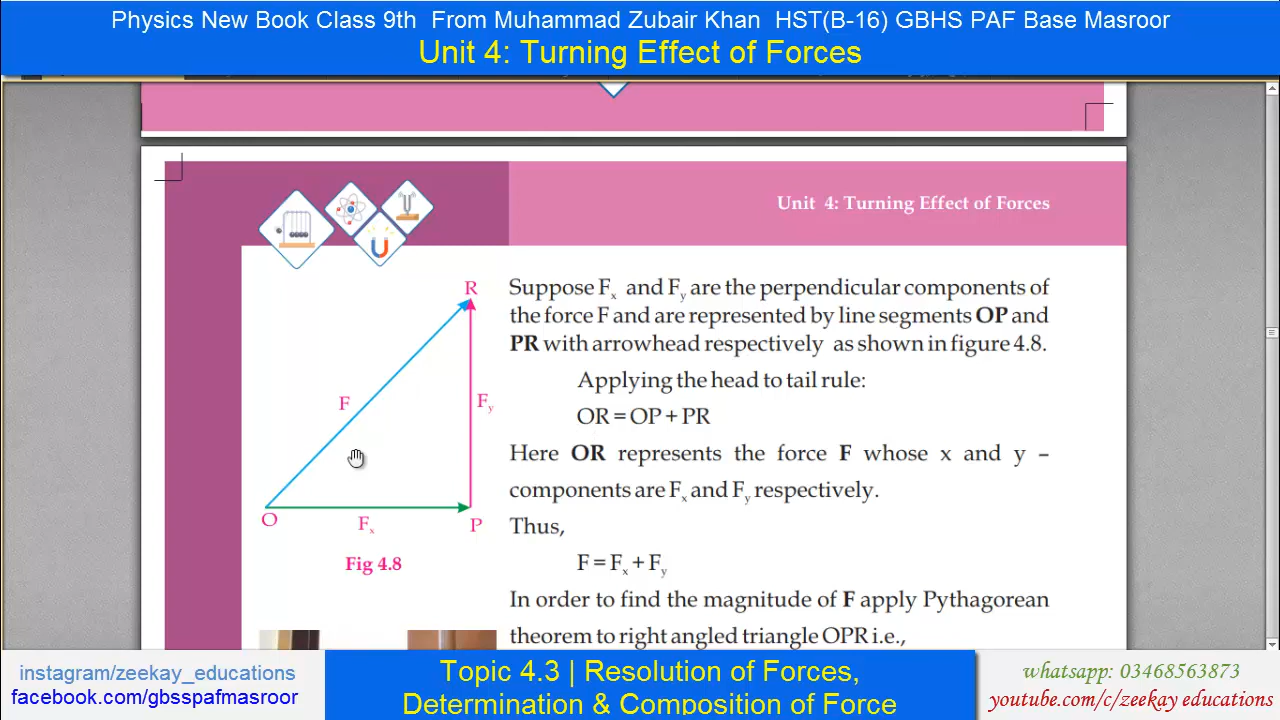 Physics New Book Class 9th From Muhammad Zubair Khan HST(B-16) GBHS PAF Base Masroor
Unit 4: Turning Effect of Forces
Unit 4: Turning Effect of Forces
R
F
Fy
O
Fx
P
Fig 4.8
Suppose Fx and Fy are the perpendicular components of
the force F and are represented by line segments OP and
PR with arrowhead respectively as shown in figure 4.8.
Applying the head to tail rule:
OR = OP + PR
Here OR represents the force F whose x and y –
components are Fx and Fy respectively.
Thus,
F = Fx + Fy
In order to find the magnitude of F apply Pythagorean
theorem to right angled triangle OPR i.e.,
instagram/zeekay_educations
facebook.com/gbsspafmasroor
Topic 4.3 | Resolution of Forces,
Determination & Composition of Force
whatsapp: 03468563873
youtube.com/c/zeekay educations